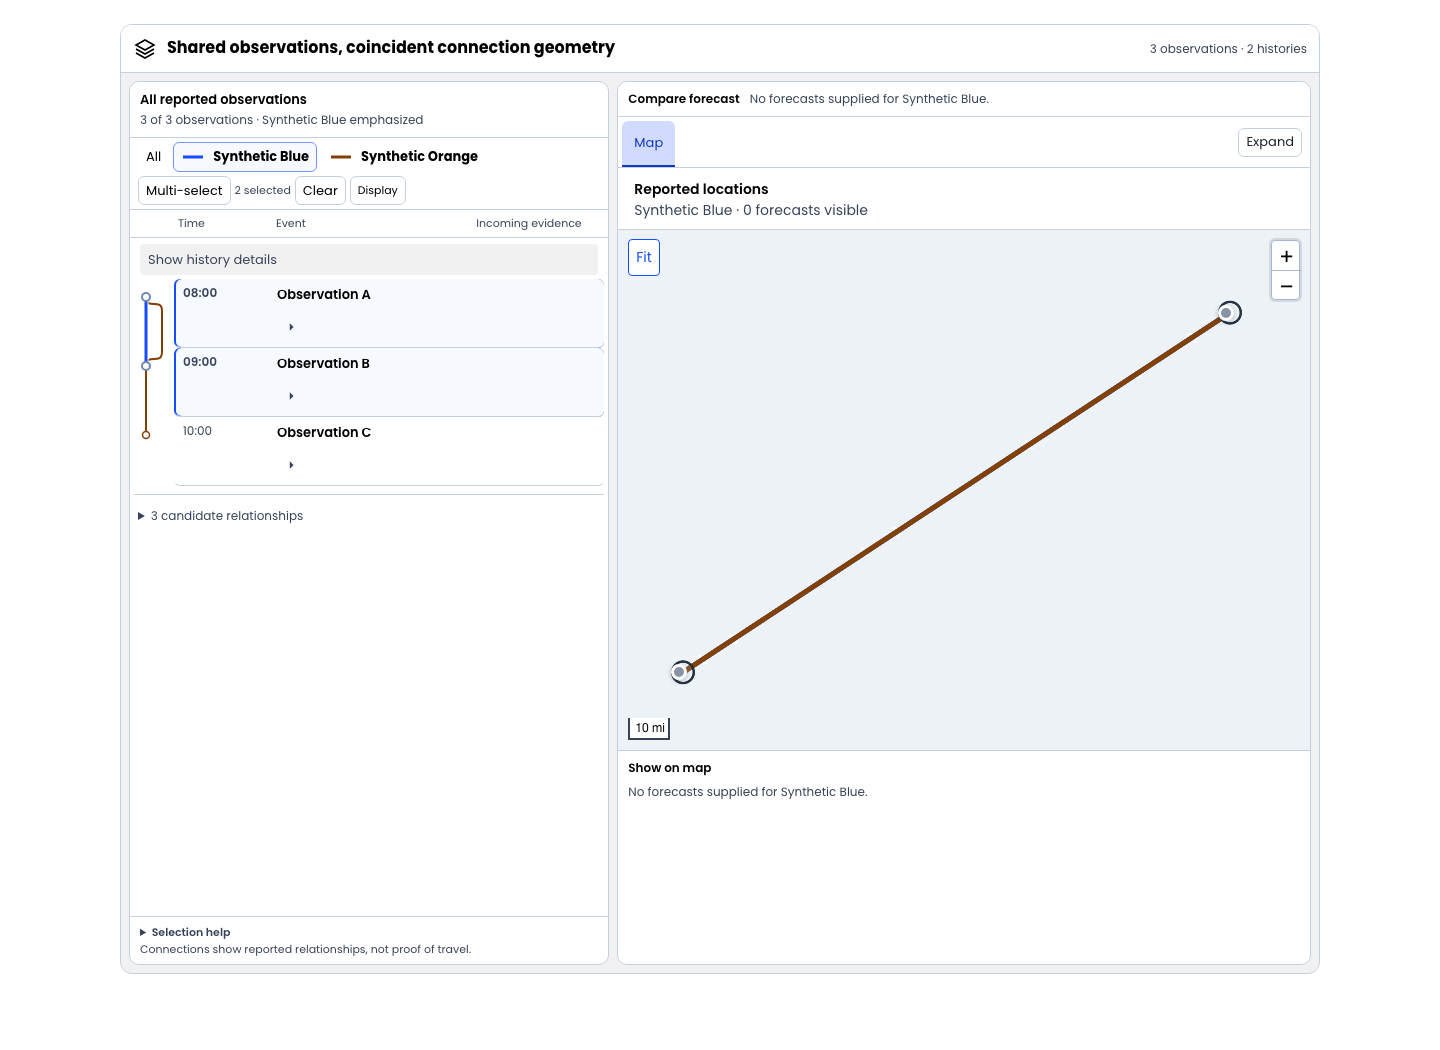 Shared observations, coincident connection geometry
3 observations · 2 histories
All reported observations
3 of 3 observations · Synthetic Blue emphasized
All Synthetic Blue Synthetic Orange
Multi-select 2 selected Clear Display
Time Event Incoming evidence
Show history details
08:00 Observation A
09:00 Observation B
10:00 Observation C
3 candidate relationships
Selection help
Connections show reported relationships, not proof of travel.
Compare forecast No forecasts supplied for Synthetic Blue.
Map Expand
Reported locations
Synthetic Blue · 0 forecasts visible
Fit
+
−
10 mi
Show on map
No forecasts supplied for Synthetic Blue.